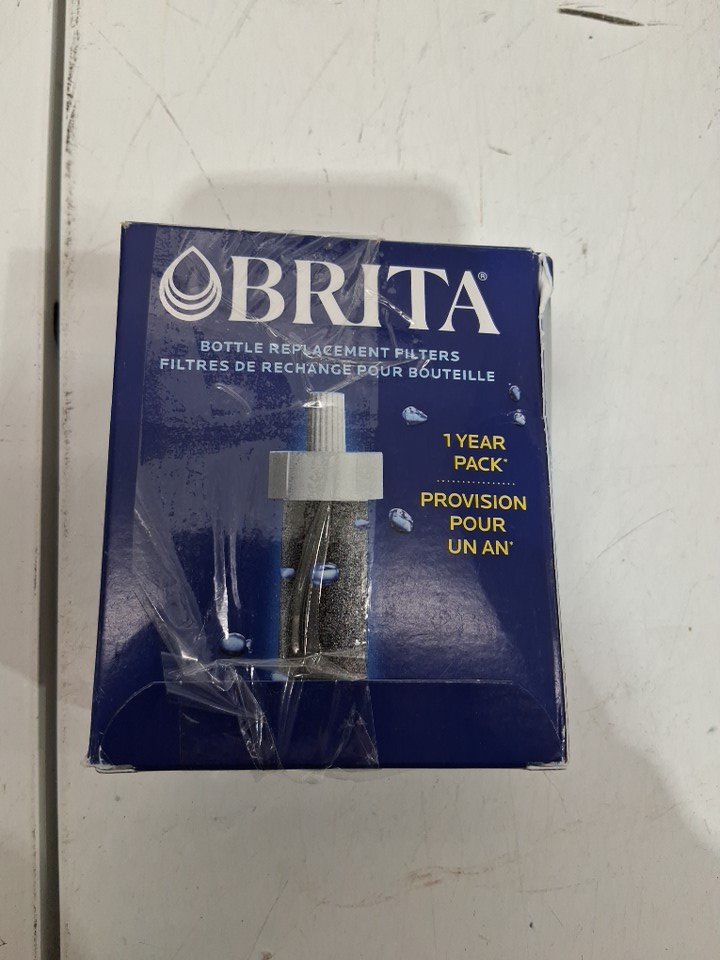 BRITA®
BOTTLE REPLACEMENT FILTERS
FILTRES DE RECHANGE POUR BOUTEILLE
1 YEAR
PACK*
PROVISION
POUR
UN AN*